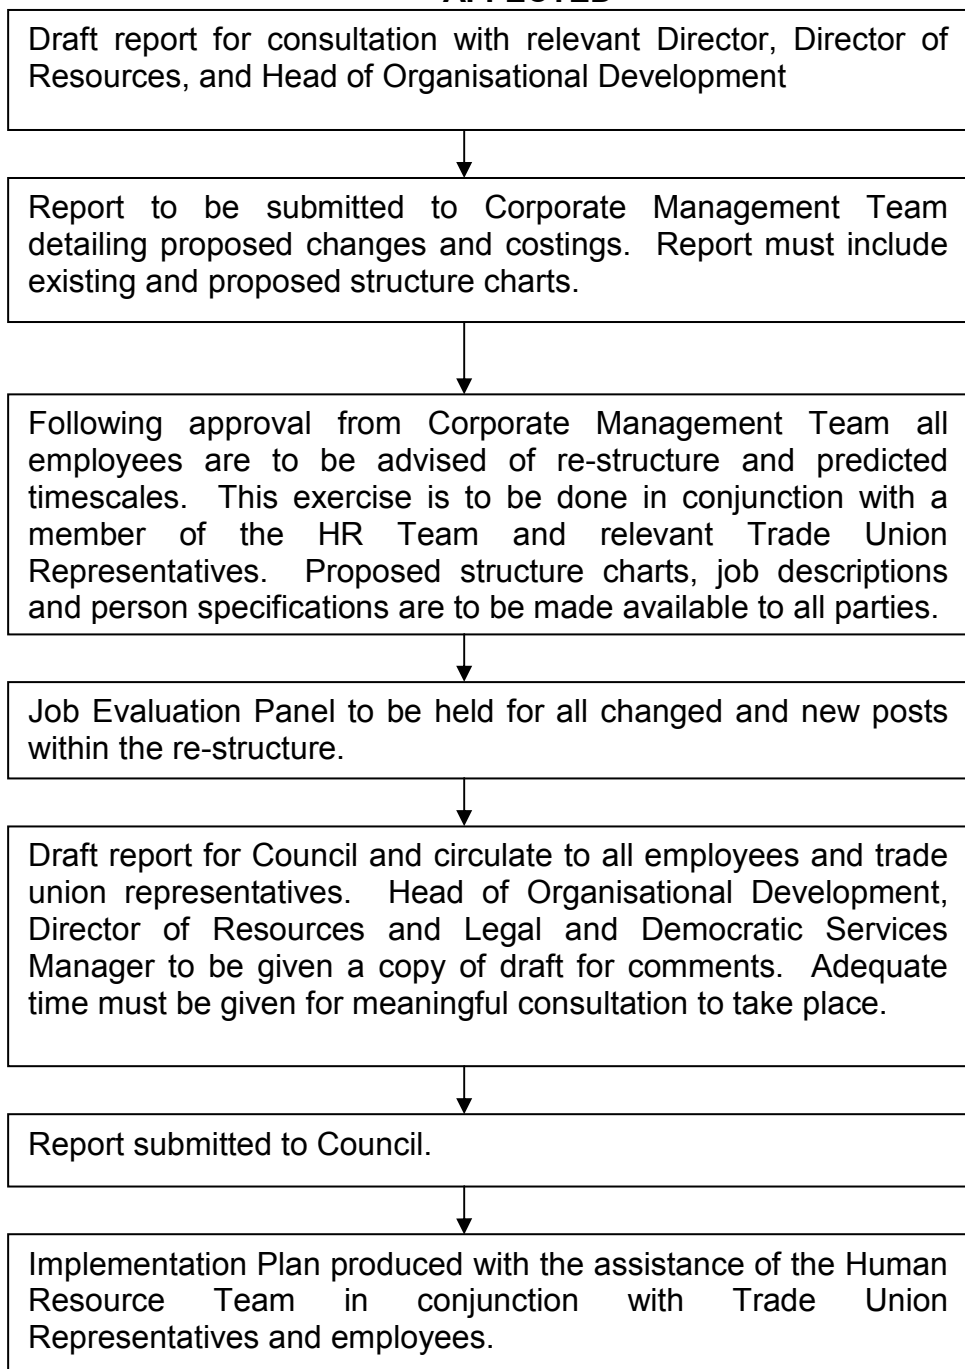 Draft report for consultation with relevant Director, Director of
Resources, and Head of Organisational Development
Report to be submitted to Corporate Management Team
detailing proposed changes and costings. Report must include
existing and proposed structure charts.
Following approval from Corporate Management Team all
employees are to be advised of re-structure and predicted
timescales. This exercise is to be done in conjunction with a
member of the HR Team and relevant Trade Union
Representatives. Proposed structure charts, job descriptions
and person specifications are to be made available to all parties.
Job Evaluation Panel to be held for all changed and new posts
within the re-structure.
Draft report for Council and circulate to all employees and trade
union representatives. Head of Organisational Development,
Director of Resources and Legal and Democratic Services
Manager to be given a copy of draft for comments. Adequate
time must be given for meaningful consultation to take place.
Report submitted to Council.
Implementation Plan produced with the assistance of the Human
Resource Team in conjunction with Trade Union
Representatives and employees.